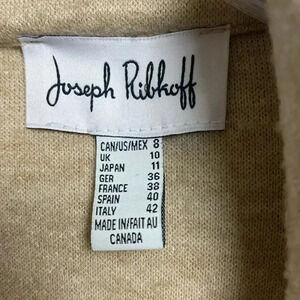 Joseph Ribkoff
CAN/US/MEX 8
UK 10
JAPAN 11
GER 36
FRANCE 38
SPAIN 40
ITALY 42
MADE IN/FAIT AU
CANADA